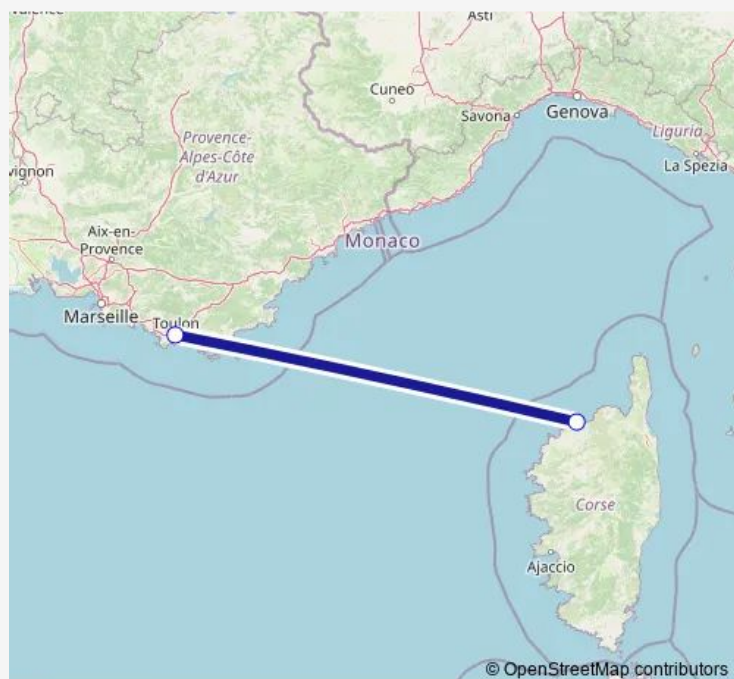 Asti
Cuneo
Savona
Genova
Liguria
La Spezia
Provence-
Alpes-Côte
d'Azur
vignon
Aix-en-
Provence
Monaco
Marseille
Toulon
Corse
Ajaccio
© OpenStreetMap contributors